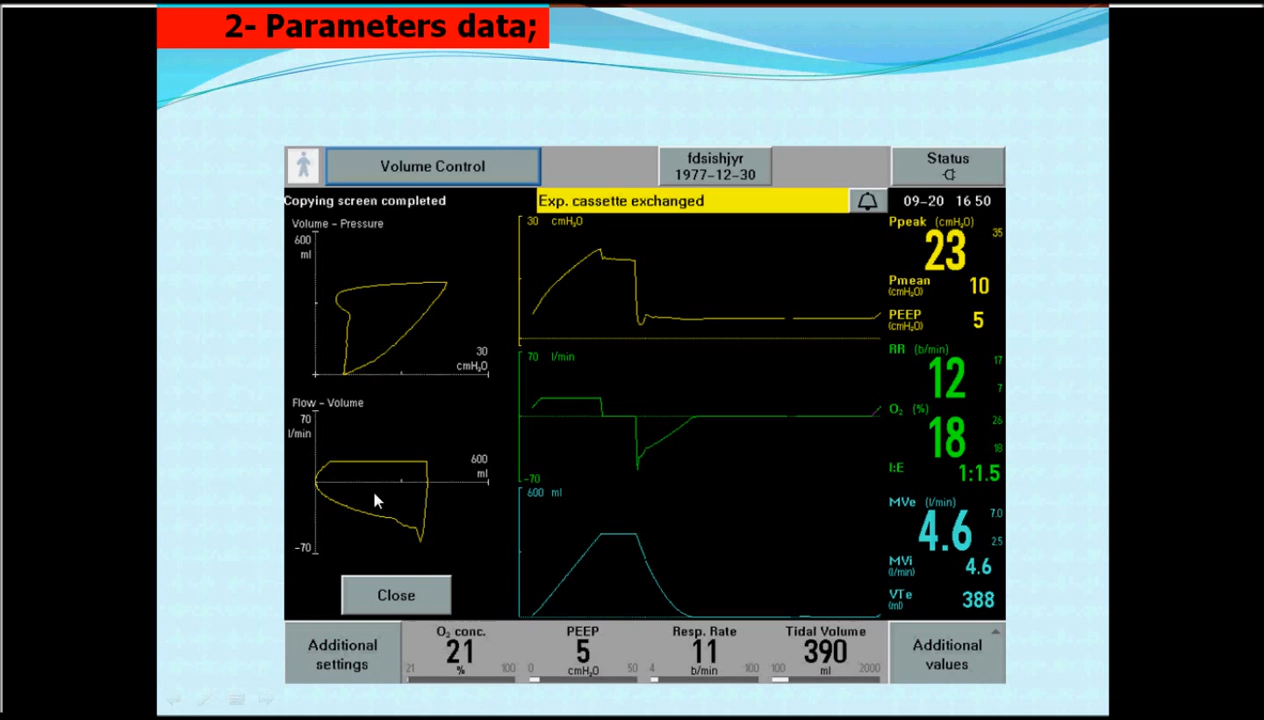 2- Parameters data;
Volume Control
fdsishjyr
1977-12-30
Status
Copying screen completed
Exp. cassette exchanged
09-20 16 50
Volume - Pressure
600
ml
30
cmH₂O
Flow - Volume
70
l/min
600
ml
-70
Close
30 cmH₂O
70 l/min
-70
600 ml
Ppeak (cmH₂O)
35
23
Pmean
(cmH₂O)
10
PEEP
(cmH₂O)
5
RR (b/min)
17
12
7
O₂ (%)
26
18
18
I:E
1:1.5
MVe (l/min)
7.0
4.6
2.5
MVi
(l/min)
4.6
VTe
(ml)
388
Additional
settings
O₂ conc.
21
21 % 100
PEEP
5
0 cmH₂O 50
Resp. Rate
11
4 b/min 100
Tidal Volume
390
100 ml 2000
Additional
values